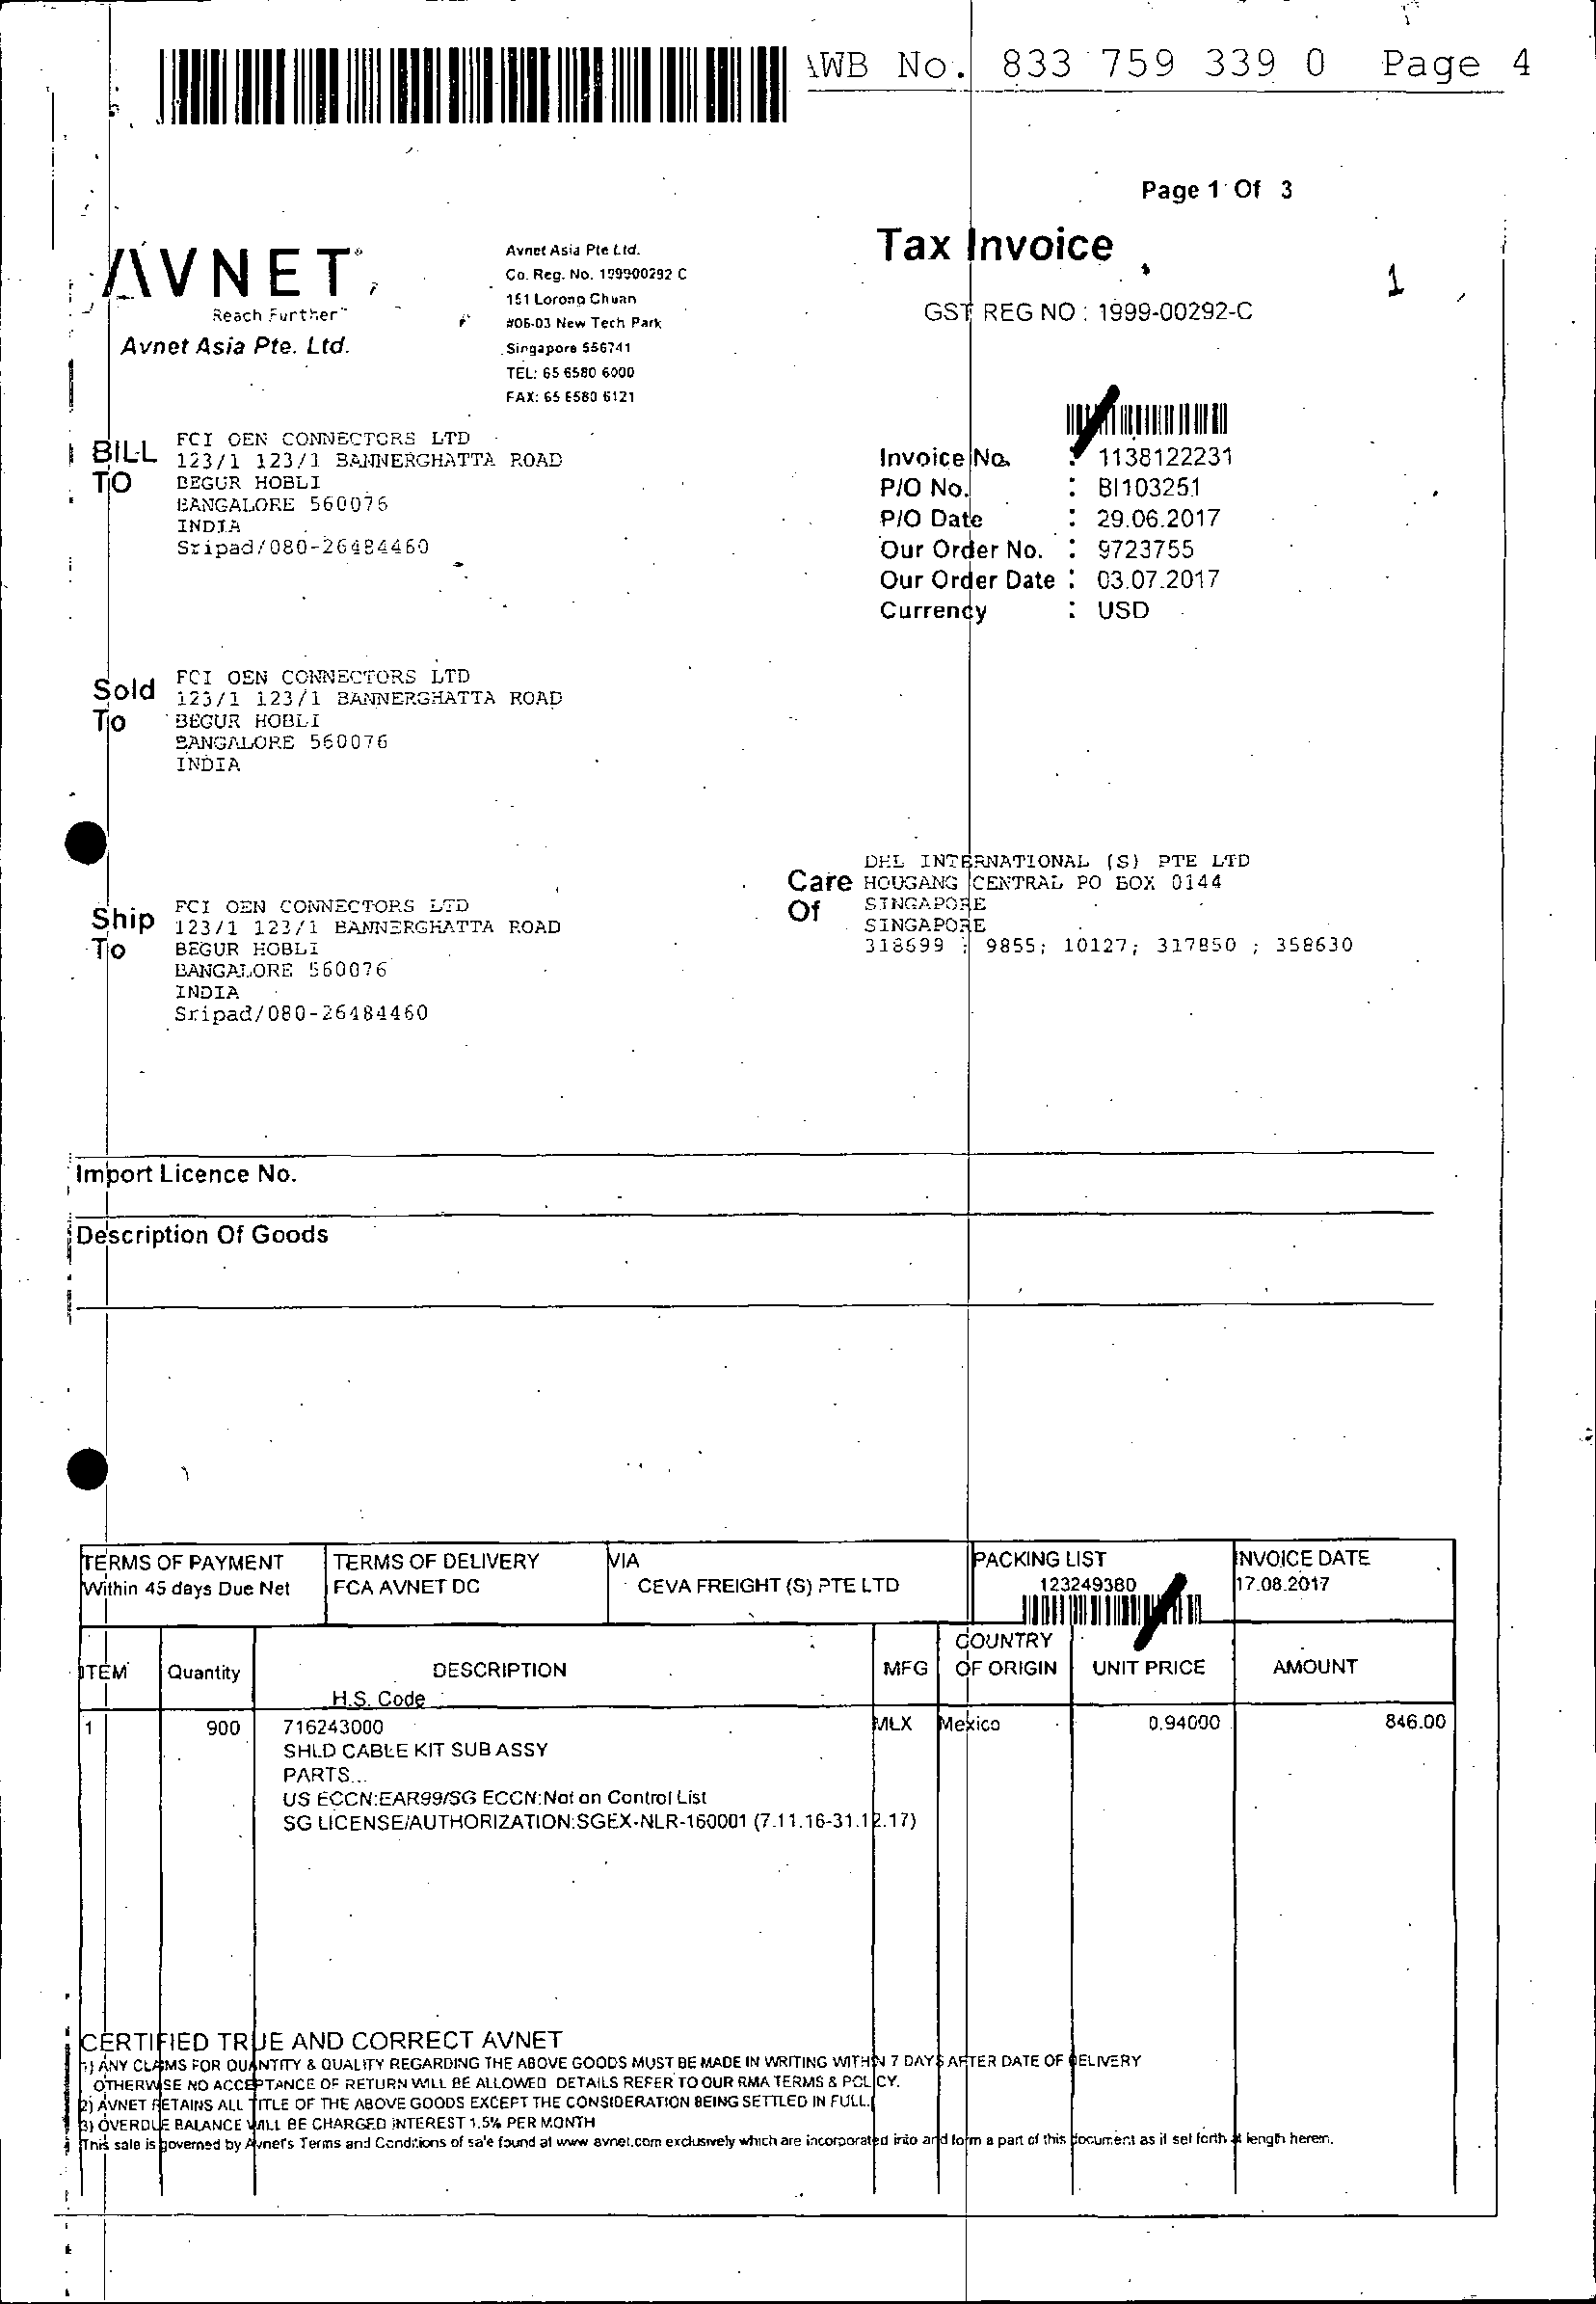 AWB No. 833 759 339 0 Page 4
Page 1 Of 3
AVNET
Reach Further™
Avnet Asia Pte. Ltd.
Avnet Asia Pte Ltd.
Co. Reg. No. 199900292 C
151 Lorong Chuan
#06-03 New Tech Park
Singapore 556741
TEL: 65 6580 6000
FAX: 65 6580 6121
Tax Invoice
1
GST REG NO : 1999-00292-C
BILL TO
FCI OEN CONNECTORS LTD
123/1 123/1 BANNERGHATTA ROAD
BEGUR HOBLI
BANGALORE 560076
INDIA
Sripad/080-26484460
Invoice No. : 1138122231
P/O No. : BI103251
P/O Date : 29.06.2017
Our Order No. : 9723755
Our Order Date : 03.07.2017
Currency : USD
Sold To
FCI OEN CONNECTORS LTD
123/1 123/1 BANNERGHATTA ROAD
BEGUR HOBLI
BANGALORE 560076
INDIA
Ship To
FCI OEN CONNECTORS LTD
123/1 123/1 BANNERGHATTA ROAD
BEGUR HOBLI
BANGALORE 560076
INDIA
Sripad/080-26484460
Care Of
DHL INTERNATIONAL (S) PTE LTD
HOUGANG CENTRAL PO BOX 0144
SINGAPORE
SINGAPORE
318699 ; 9855; 10127; 317850 ; 358630
Import Licence No.
Description Of Goods
TERMS OF PAYMENT TERMS OF DELIVERY VIA PACKING LIST INVOICE DATE
Within 45 days Due Net FCA AVNET DC CEVA FREIGHT (S) PTE LTD 123249380 17.08.2017
ITEM Quantity DESCRIPTION MFG COUNTRY OF ORIGIN UNIT PRICE AMOUNT
H.S. Code
1 900 716243000 MLX Mexico 0.94000 846.00
SHLD CABLE KIT SUB ASSY
PARTS...
US ECCN:EAR99/SG ECCN:Not on Control List
SG LICENSE/AUTHORIZATION:SGEX-NLR-160001 (7.11.16-31.12.17)
CERTIFIED TRUE AND CORRECT AVNET
1) ANY CLAIMS FOR QUANTITY & QUALITY REGARDING THE ABOVE GOODS MUST BE MADE IN WRITING WITHIN 7 DAYS AFTER DATE OF DELIVERY
OTHERWISE NO ACCEPTANCE OF RETURN WILL BE ALLOWED DETAILS REFER TO OUR RMA TERMS & POLICY.
2) AVNET RETAINS ALL TITLE OF THE ABOVE GOODS EXCEPT THE CONSIDERATION BEING SETTLED IN FULL.
3) OVERDUE BALANCE WILL BE CHARGED INTEREST 1.5% PER MONTH
This sale is governed by Avnet's Terms and Conditions of sale found at www avnet.com exclusively which are incorporated into and form a part of this document as if set forth at length herein.